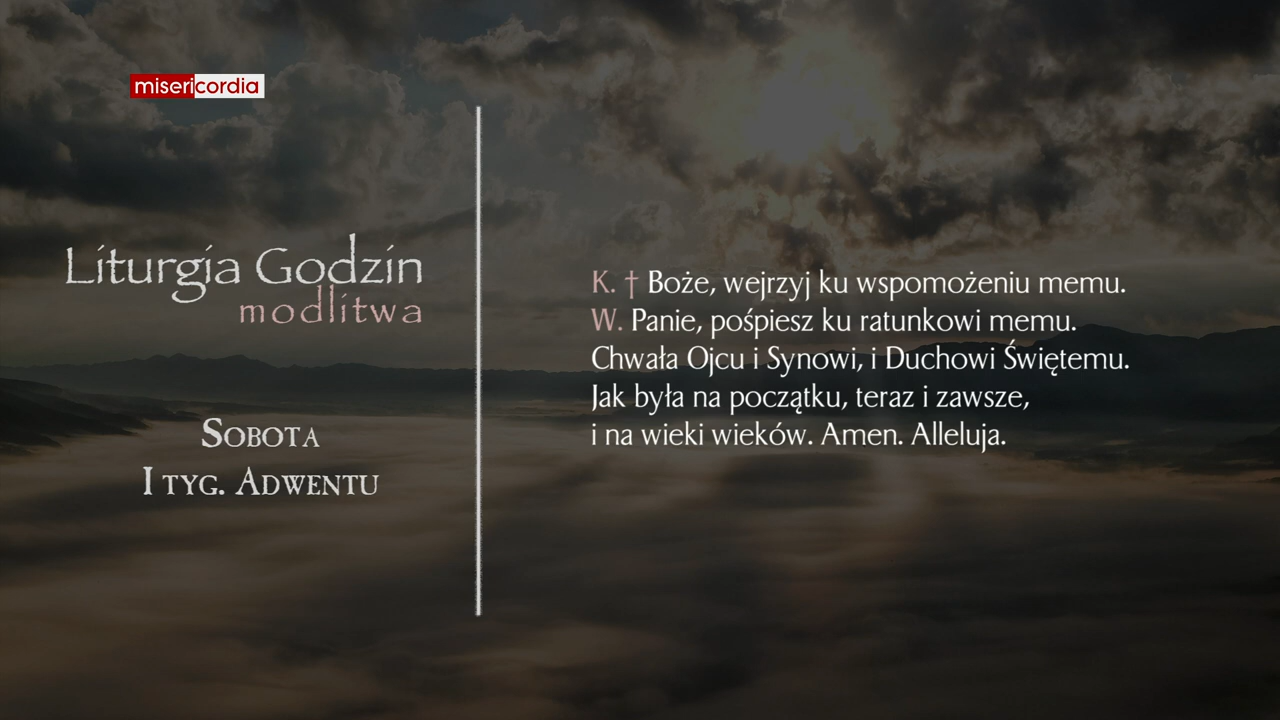 misericordia
Liturgia Godzin
modlitwa
Sobota
I tyg. Adwentu
K. † Boże, wejrzyj ku wspomożeniu memu.
W. Panie, pośpiesz ku ratunkowi memu.
Chwała Ojcu i Synowi, i Duchowi Świętemu.
Jak była na początku, teraz i zawsze,
i na wieki wieków. Amen. Alleluja.